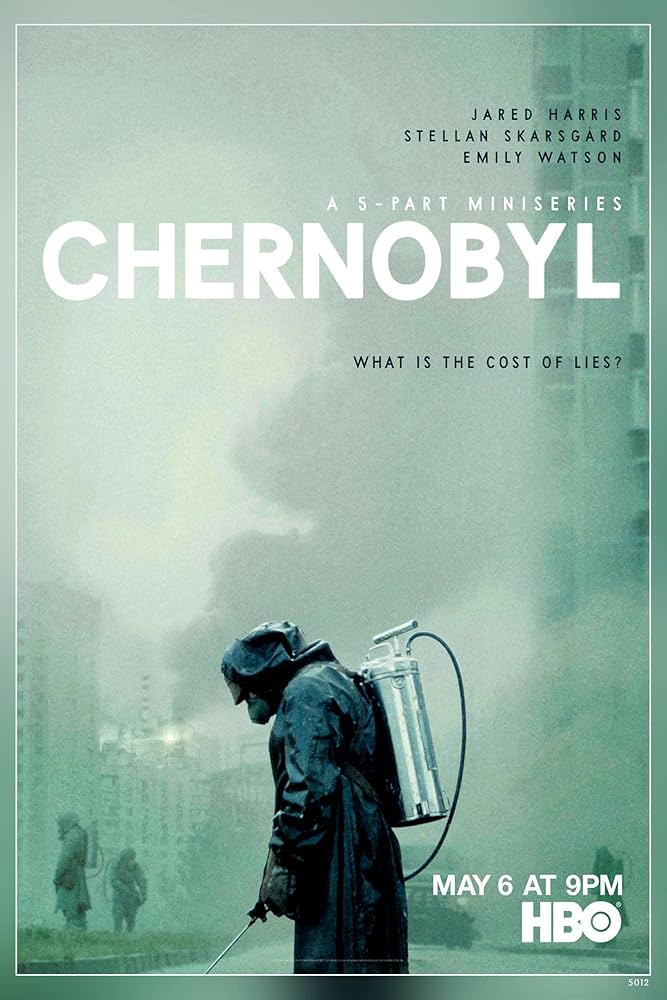 JARED HARRIS
STELLAN SKARSGÅRD
EMILY WATSON
A 5-PART MINISERIES
CHERNOBYL
WHAT IS THE COST OF LIES?
MAY 6 AT 9PM
HBO®
5012